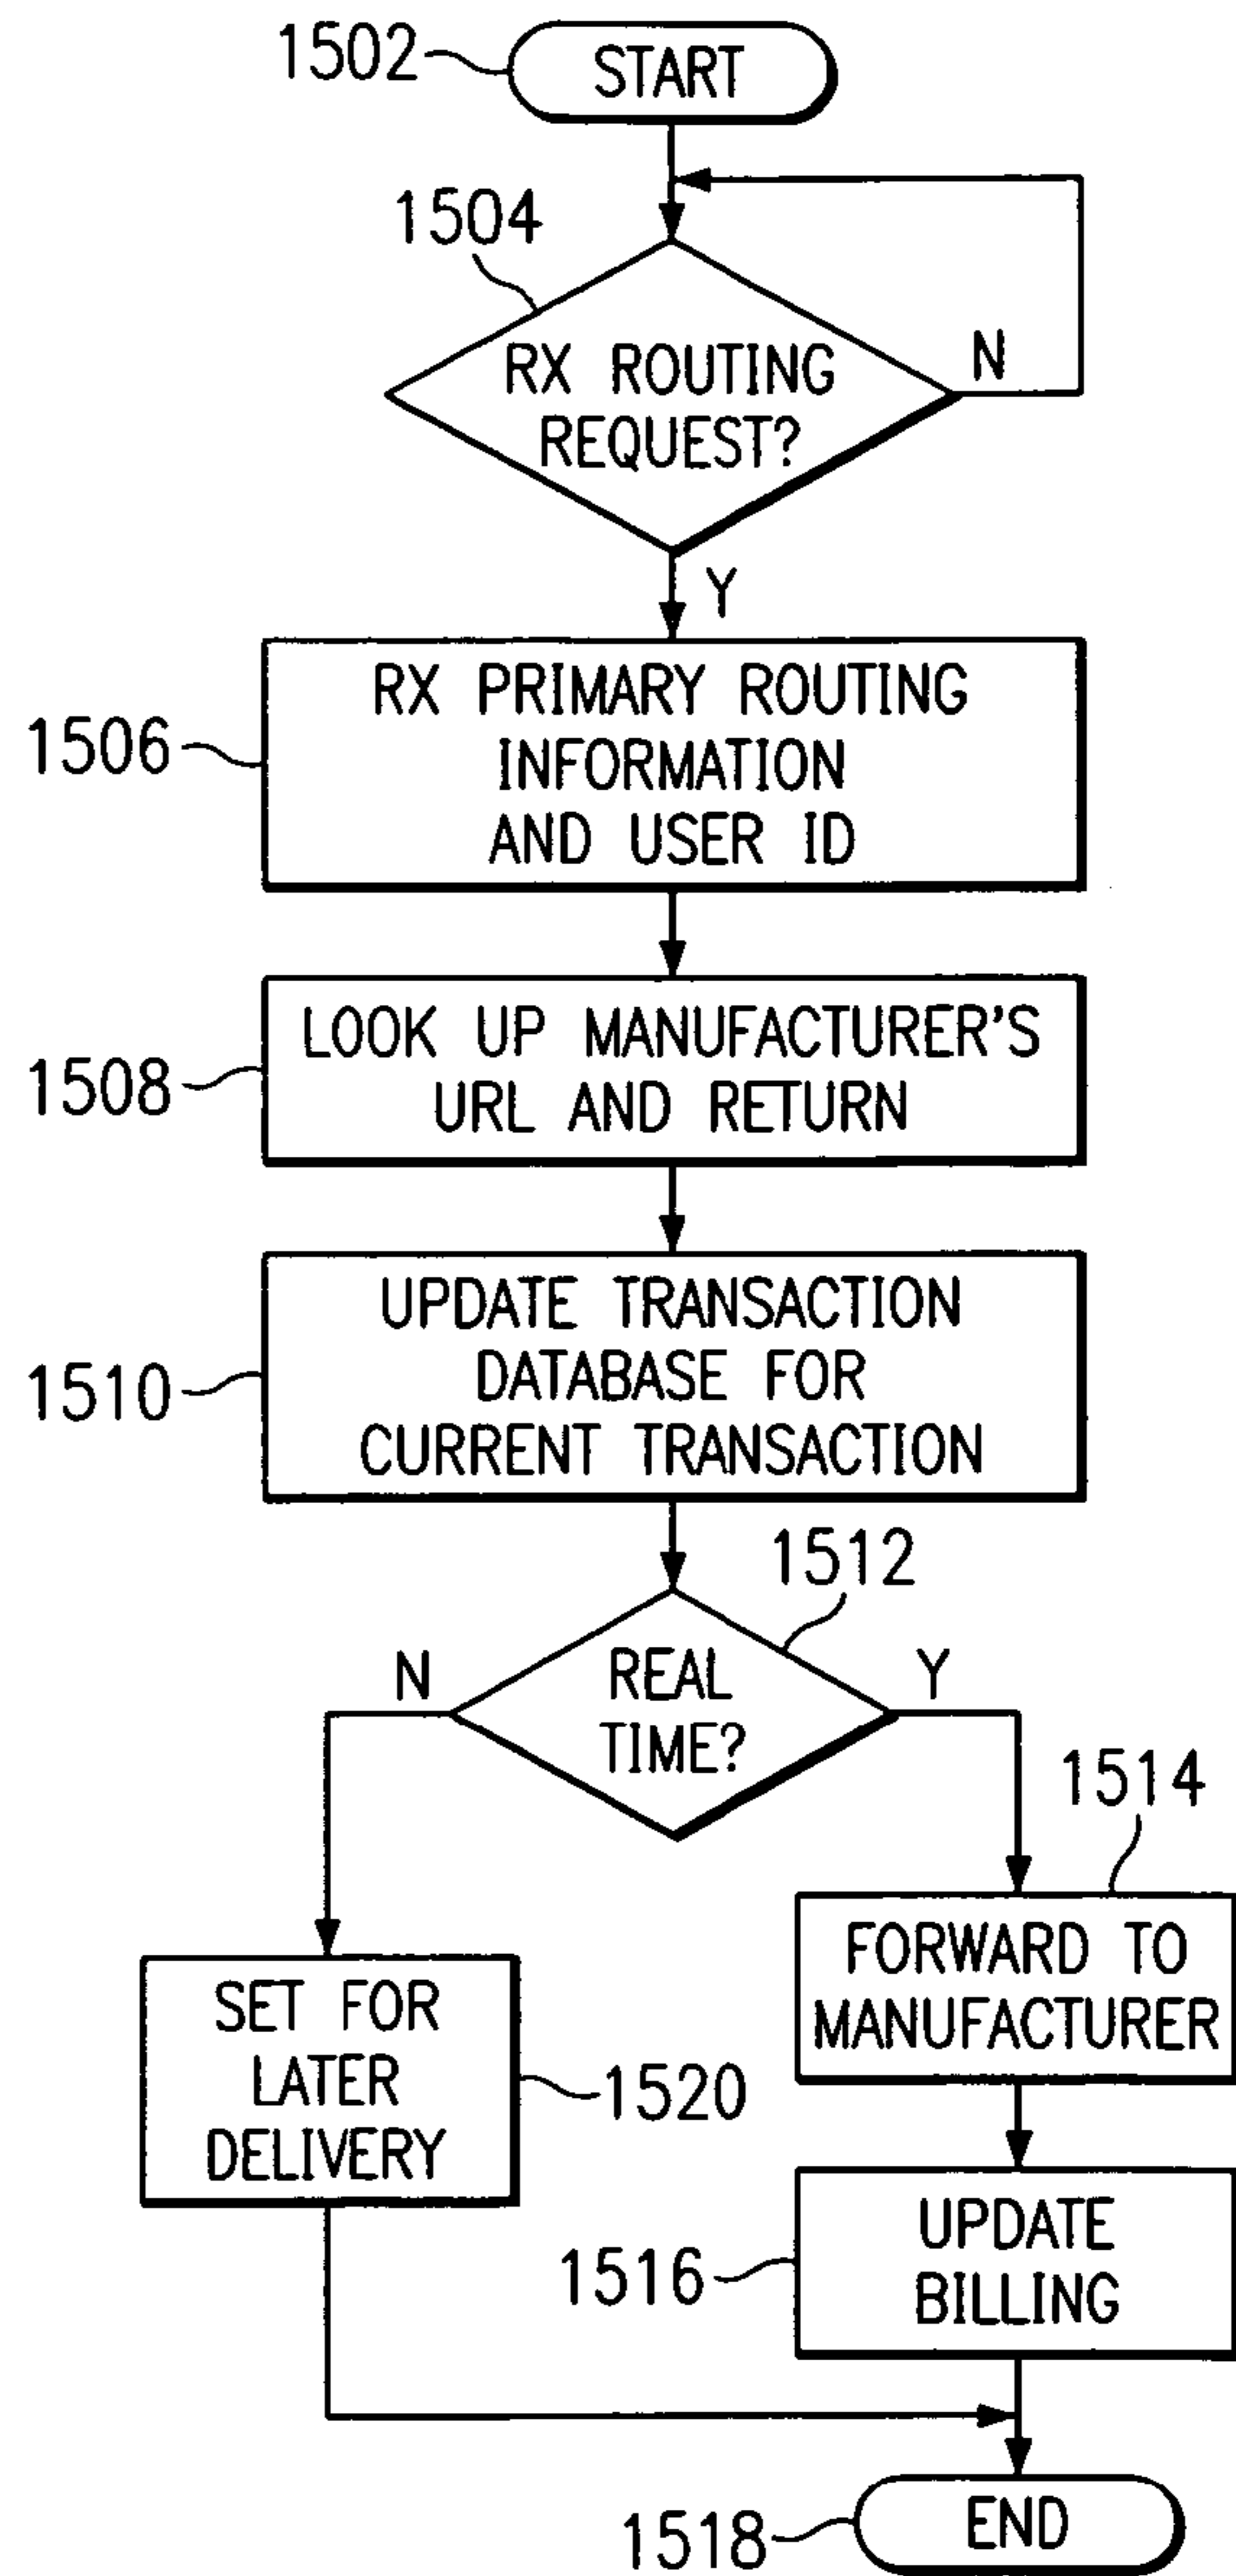 1502
START
1504
RX ROUTING
REQUEST?
N
Y
1506
RX PRIMARY ROUTING
INFORMATION
AND USER ID
1508
LOOK UP MANUFACTURER'S
URL AND RETURN
1510
UPDATE TRANSACTION
DATABASE FOR
CURRENT TRANSACTION
1512
N
REAL
TIME?
Y
1514
FORWARD TO
MANUFACTURER
SET FOR
LATER
DELIVERY
1520
1516
UPDATE
BILLING
1518
END